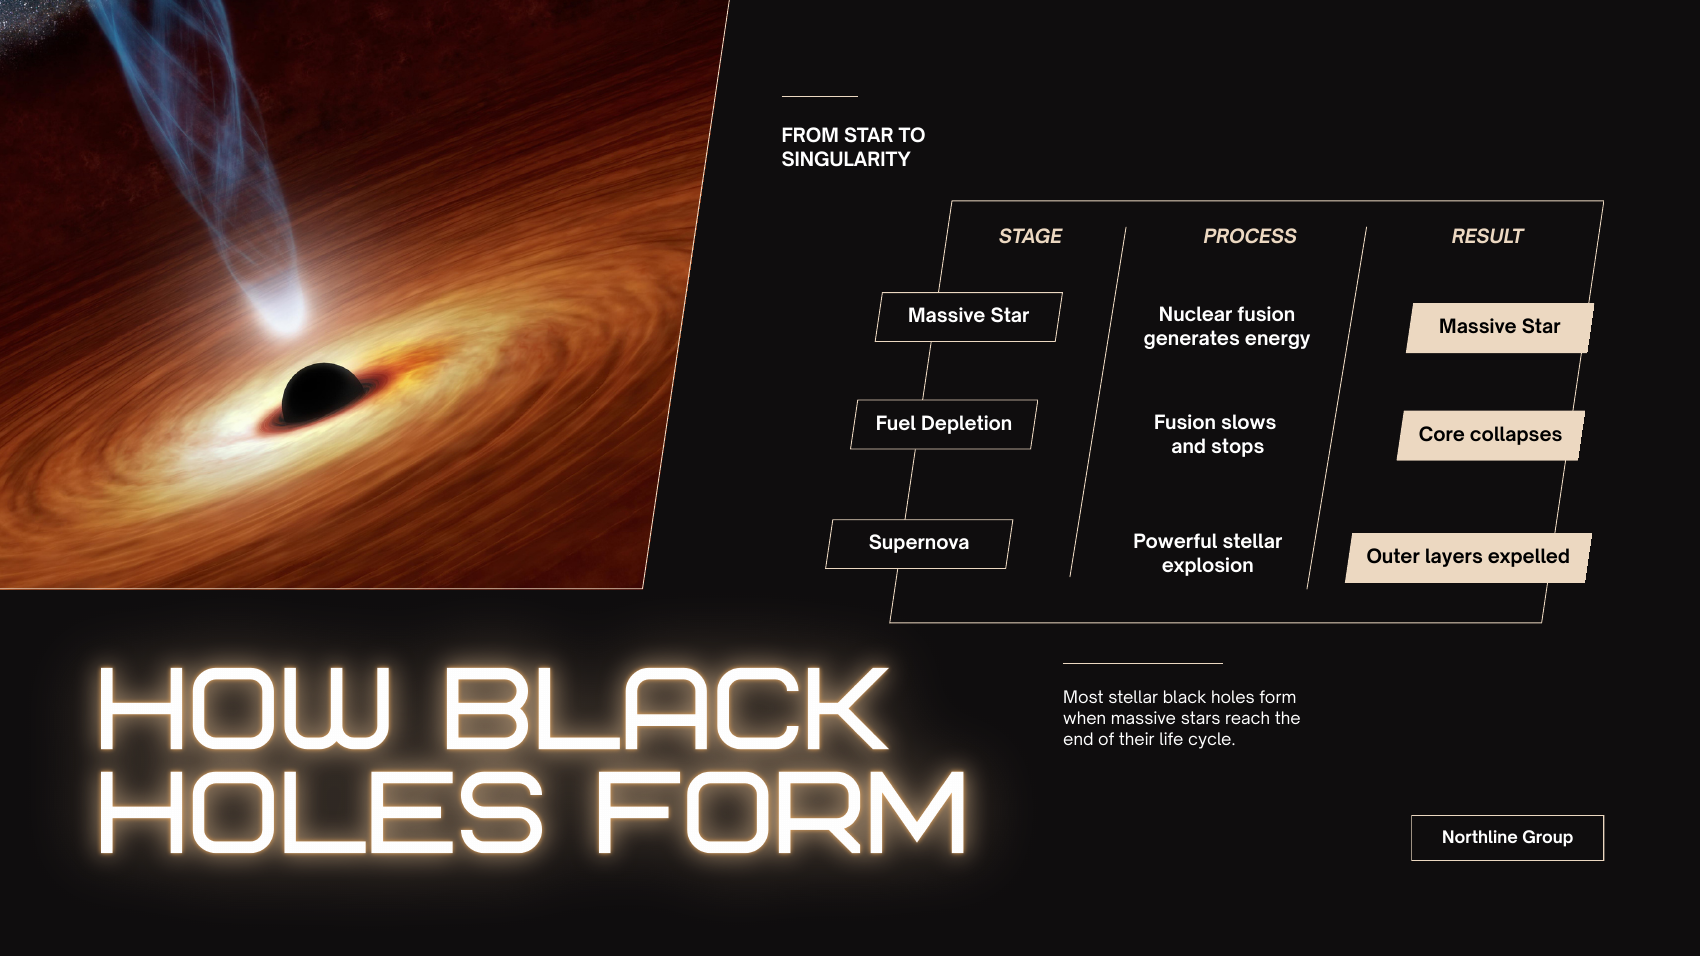 FROM STAR TO
SINGULARITY
STAGE
PROCESS
RESULT
Massive Star
Nuclear fusion
generates energy
Massive Star
Fuel Depletion
Fusion slows
and stops
Core collapses
Supernova
Powerful stellar
explosion
Outer layers expelled
HOW BLACK
HOLES FORM
Most stellar black holes form
when massive stars reach the
end of their life cycle.
Northline Group